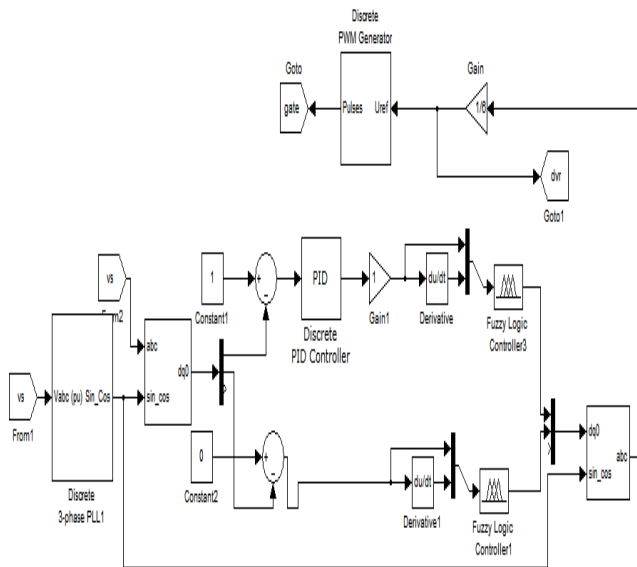 Discrete
PWM Generator
Goto
gate
Pulses
Uref
Gain
1/6
dvr
Goto1
vs
From2
1
Constant1
+
−
PID
Discrete
PID Controller
1
Gain1
du/dt
Derivative
Fuzzy Logic
Controller3
vs
From1
Vabc (pu)
Sin_Cos
Discrete
3-phase PLL1
abc
sin_cos
dq0
0
Constant2
+
−
du/dt
Derivative1
Fuzzy Logic
Controller1
dq0
sin_cos
abc